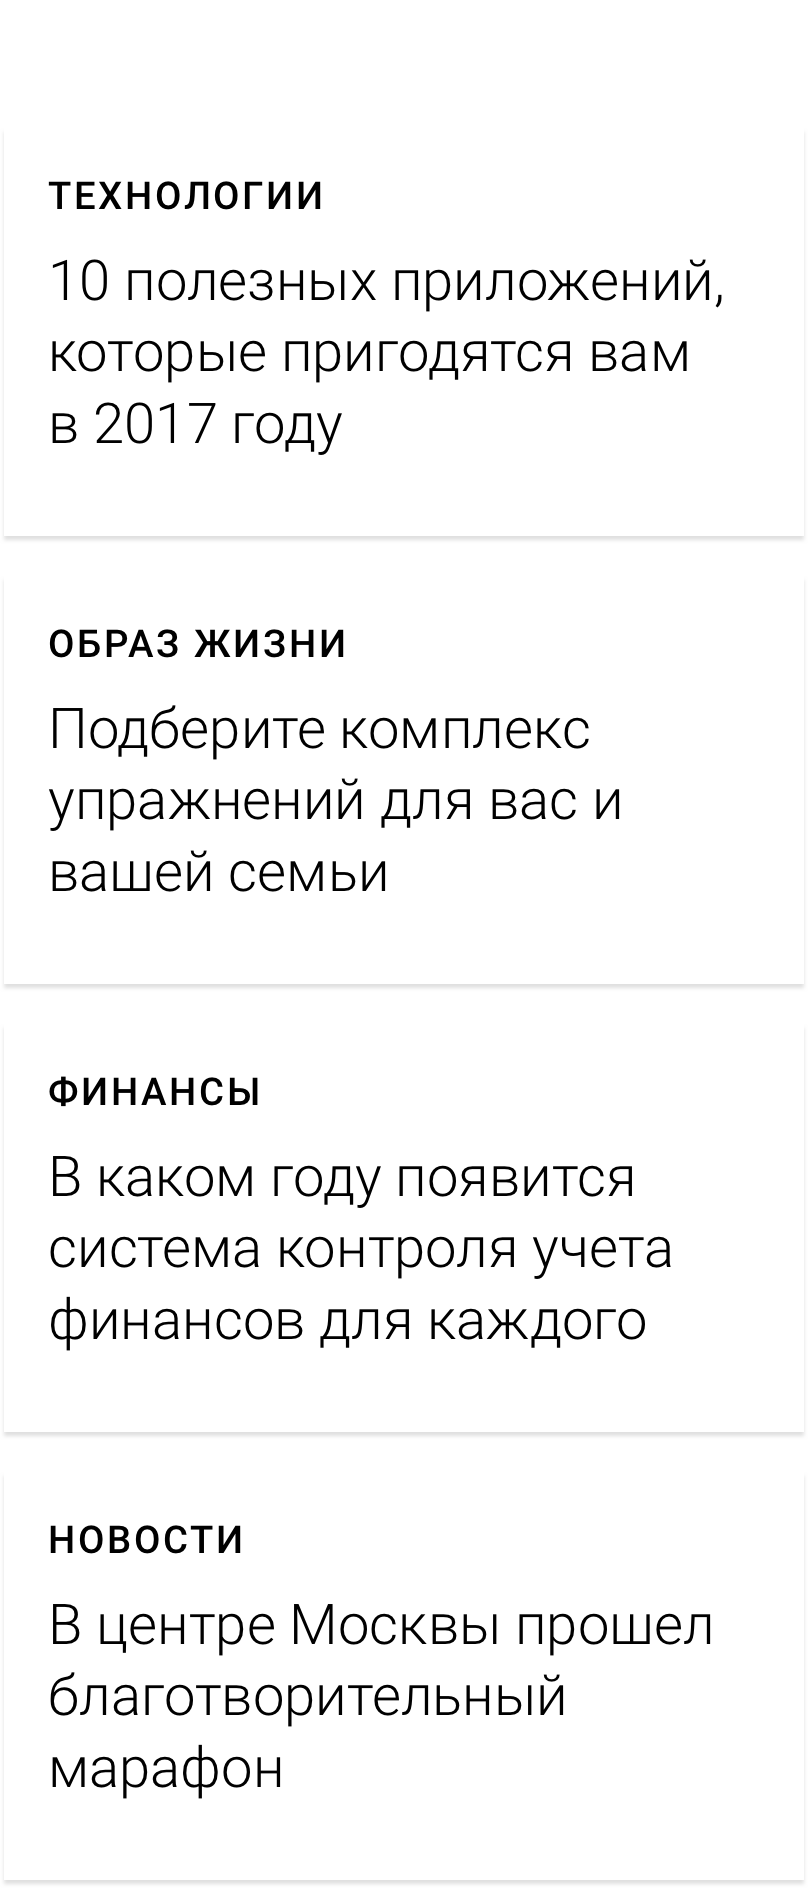 ТЕХНОЛОГИИ
10 полезных приложений,
которые пригодятся вам
в 2017 году
ОБРАЗ ЖИЗНИ
Подберите комплекс
упражнений для вас и
вашей семьи
ФИНАНСЫ
В каком году появится
система контроля учета
финансов для каждого
НОВОСТИ
В центре Москвы прошел
благотворительный
марафон